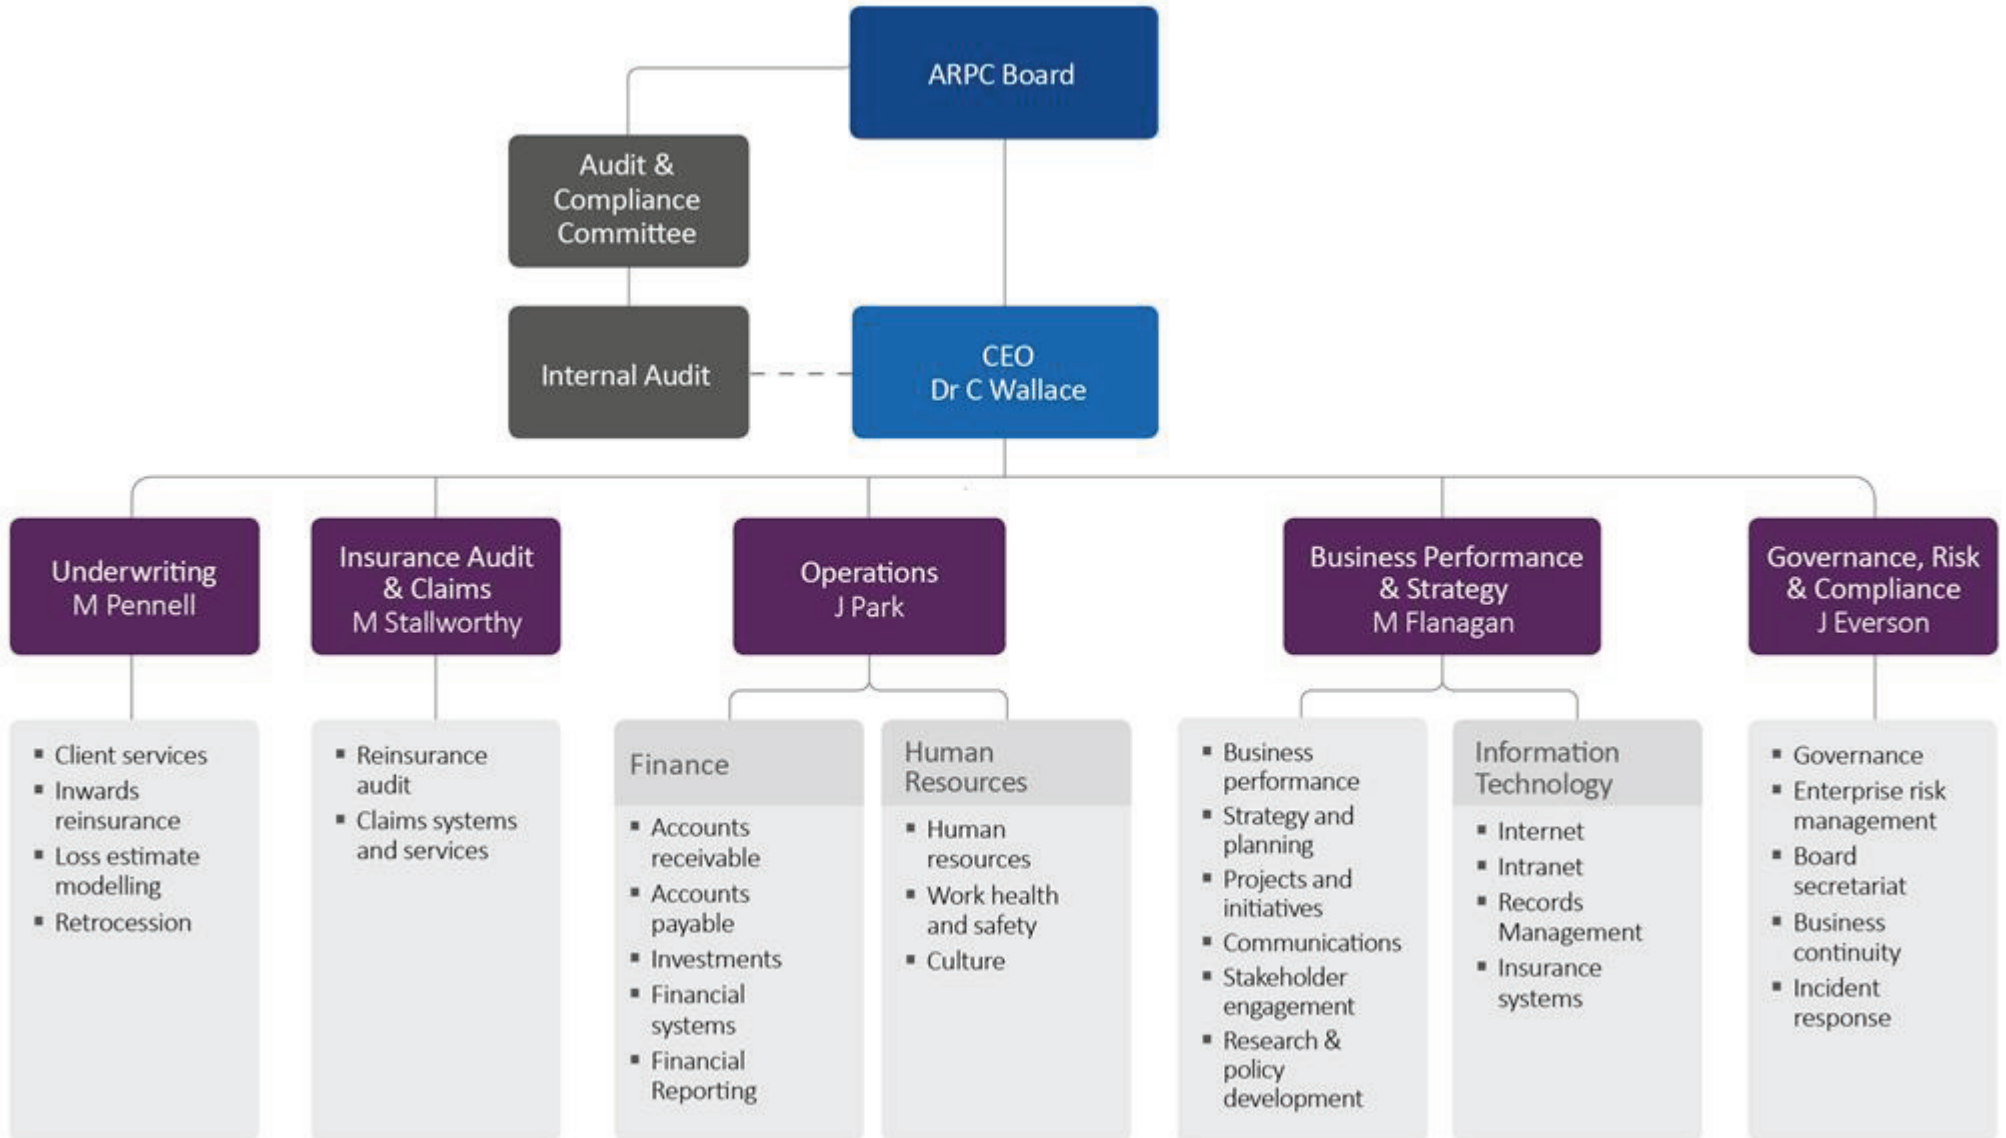 ARPC Board
Audit &
Compliance
Committee
Internal Audit
CEO
Dr C Wallace
Underwriting
M Pennell
Insurance Audit
& Claims
M Stallworthy
Operations
J Park
Business Performance
& Strategy
M Flanagan
Governance, Risk
& Compliance
J Everson
▪ Client services
▪ Inwards
reinsurance
▪ Loss estimate
modelling
▪ Retrocession
▪ Reinsurance
audit
▪ Claims systems
and services
Finance
▪ Accounts
receivable
▪ Accounts
payable
▪ Investments
▪ Financial
systems
▪ Financial
Reporting
Human
Resources
▪ Human
resources
▪ Work health
and safety
▪ Culture
▪ Business
performance
▪ Strategy and
planning
▪ Projects and
initiatives
▪ Communications
▪ Stakeholder
engagement
▪ Research &
policy
development
Information
Technology
▪ Internet
▪ Intranet
▪ Records
Management
▪ Insurance
systems
▪ Governance
▪ Enterprise risk
management
▪ Board
secretariat
▪ Business
continuity
▪ Incident
response